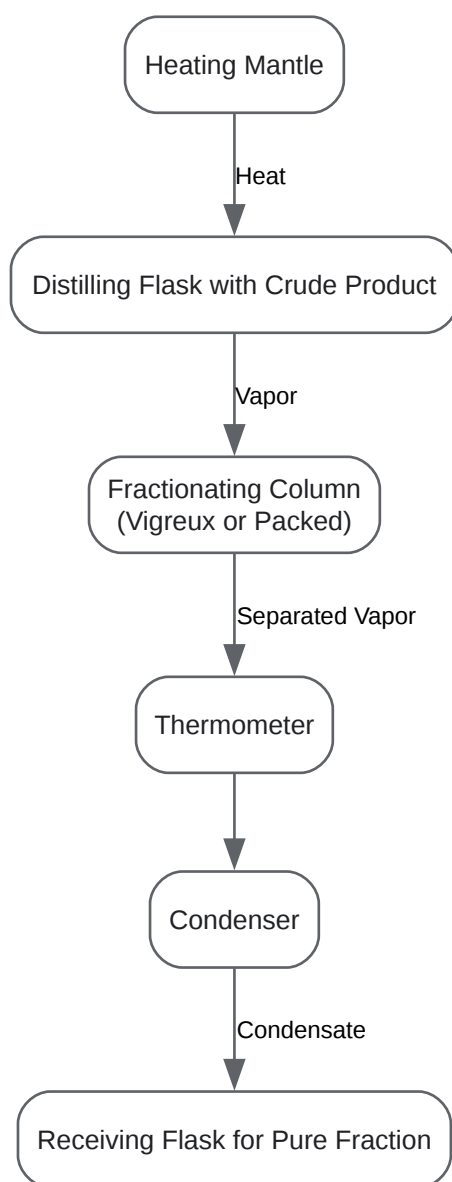 Heating Mantle
Heat
Distilling Flask with Crude Product
Vapor
Fractionating Column
(Vigreux or Packed)
Separated Vapor
Thermometer
Condenser
Condensate
Receiving Flask for Pure Fraction